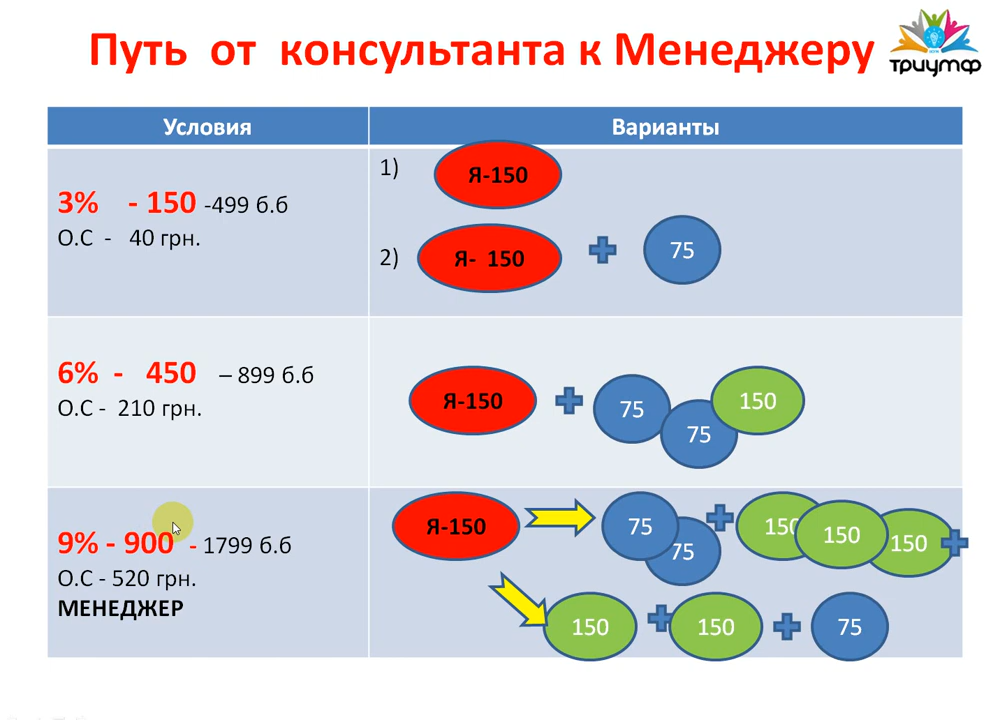 Путь от консультанта к Менеджеру
триумф
Условия
Варианты
3% - 150 -499 б.б
О.С - 40 грн.
1)
Я-150
2)
Я- 150
75
6% - 450 – 899 б.б
О.С - 210 грн.
Я-150
75
75
150
9% - 900 - 1799 б.б
О.С - 520 грн.
МЕНЕДЖЕР
Я-150
75
75
150
150
150
150
150
75